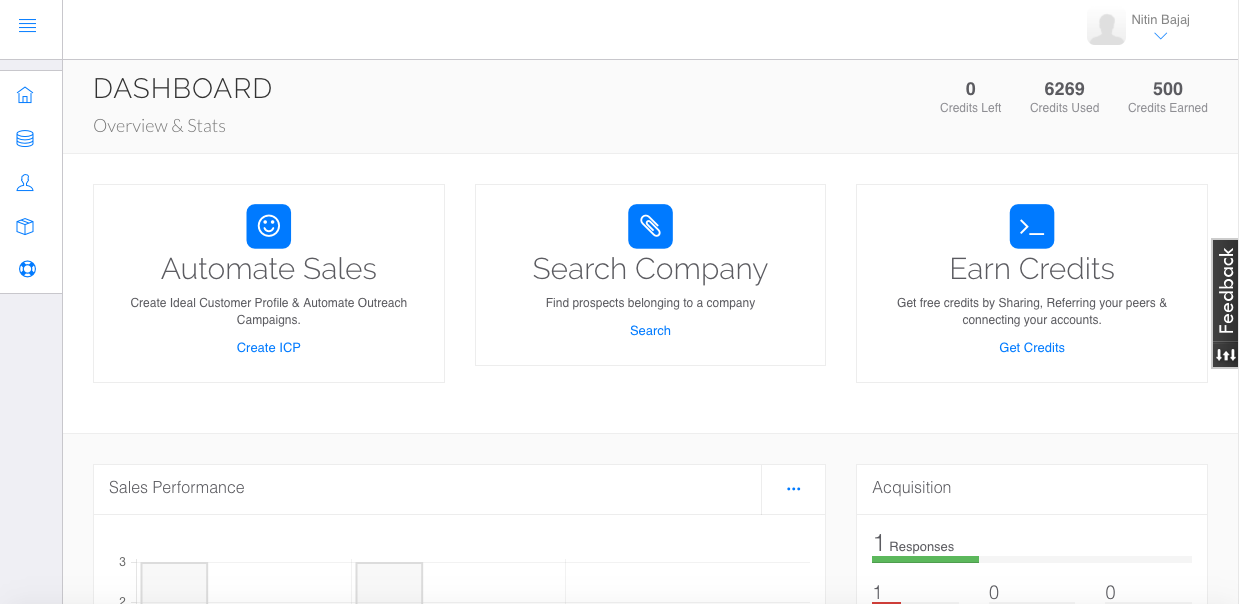 Nitin Bajaj
DASHBOARD
Overview & Stats
0
Credits Left
6269
Credits Used
500
Credits Earned
Automate Sales
Create Ideal Customer Profile & Automate Outreach
Campaigns.
Create ICP
Search Company
Find prospects belonging to a company
Search
Earn Credits
Get free credits by Sharing, Referring your peers &
connecting your accounts.
Get Credits
Feedback
Sales Performance
...
3
2
Acquisition
1 Responses
1
0
0